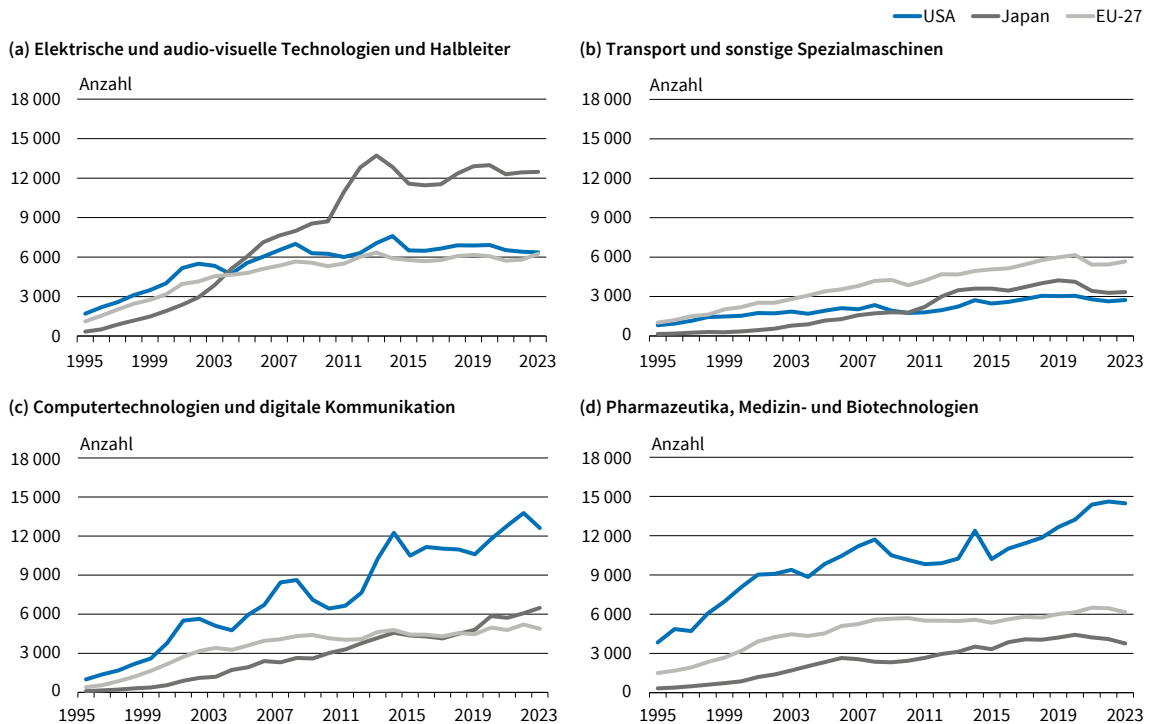 USA Japan EU-27
(a) Elektrische und audio-visuelle Technologien und Halbleiter
Anzahl
18 000
15 000
12 000
9 000
6 000
3 000
0
1995 1999 2003 2007 2011 2015 2019 2023
(b) Transport und sonstige Spezialmaschinen
Anzahl
18 000
15 000
12 000
9 000
6 000
3 000
0
1995 1999 2003 2007 2011 2015 2019 2023
(c) Computertechnologien und digitale Kommunikation
Anzahl
18 000
15 000
12 000
9 000
6 000
3 000
0
1995 1999 2003 2007 2011 2015 2019 2023
(d) Pharmazeutika, Medizin- und Biotechnologien
Anzahl
18 000
15 000
12 000
9 000
6 000
3 000
0
1995 1999 2003 2007 2011 2015 2019 2023